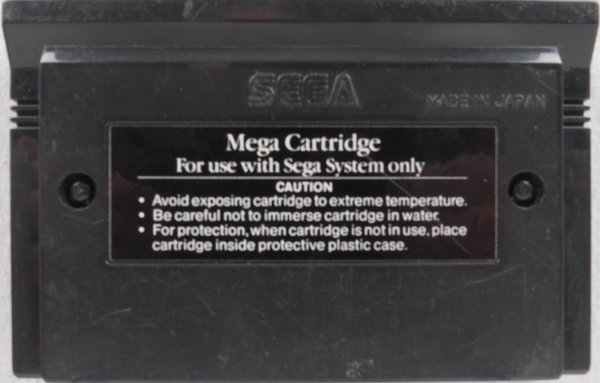 SEGA
MADE IN JAPAN
Mega Cartridge
For use with Sega System only
CAUTION
• Avoid exposing cartridge to extreme temperature.
• Be careful not to immerse cartridge in water.
• For protection, when cartridge is not in use, place
cartridge inside protective plastic case.